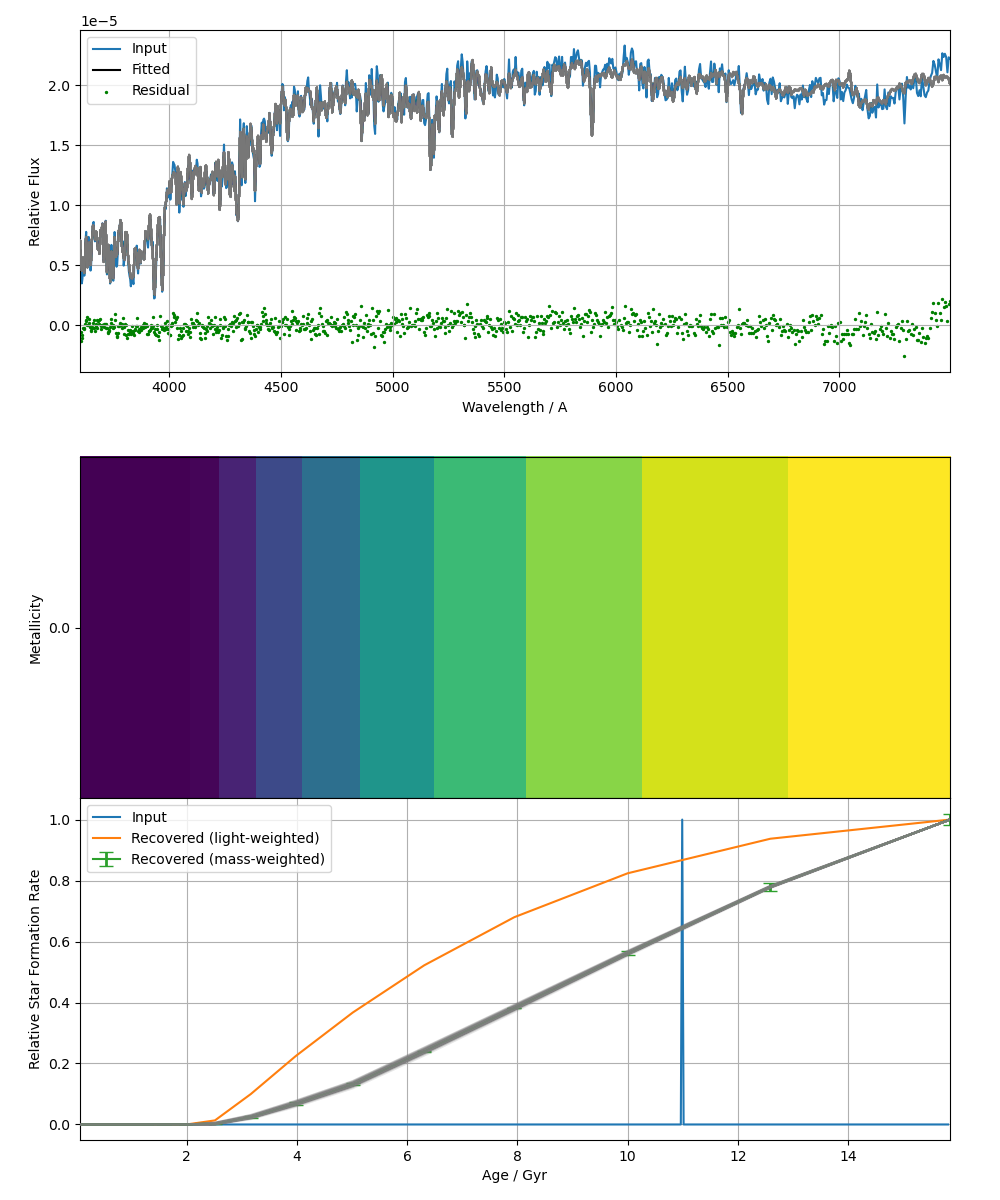 1e−5
Input
Fitted
Residual
2.0
1.5
1.0
0.5
0.0
Relative Flux
4000 4500 5000 5500 6000 6500 7000
Wavelength / A
Metallicity
0.0
Input
Recovered (light-weighted)
Recovered (mass-weighted)
1.0
0.8
0.6
0.4
0.2
0.0
Relative Star Formation Rate
2 4 6 8 10 12 14
Age / Gyr